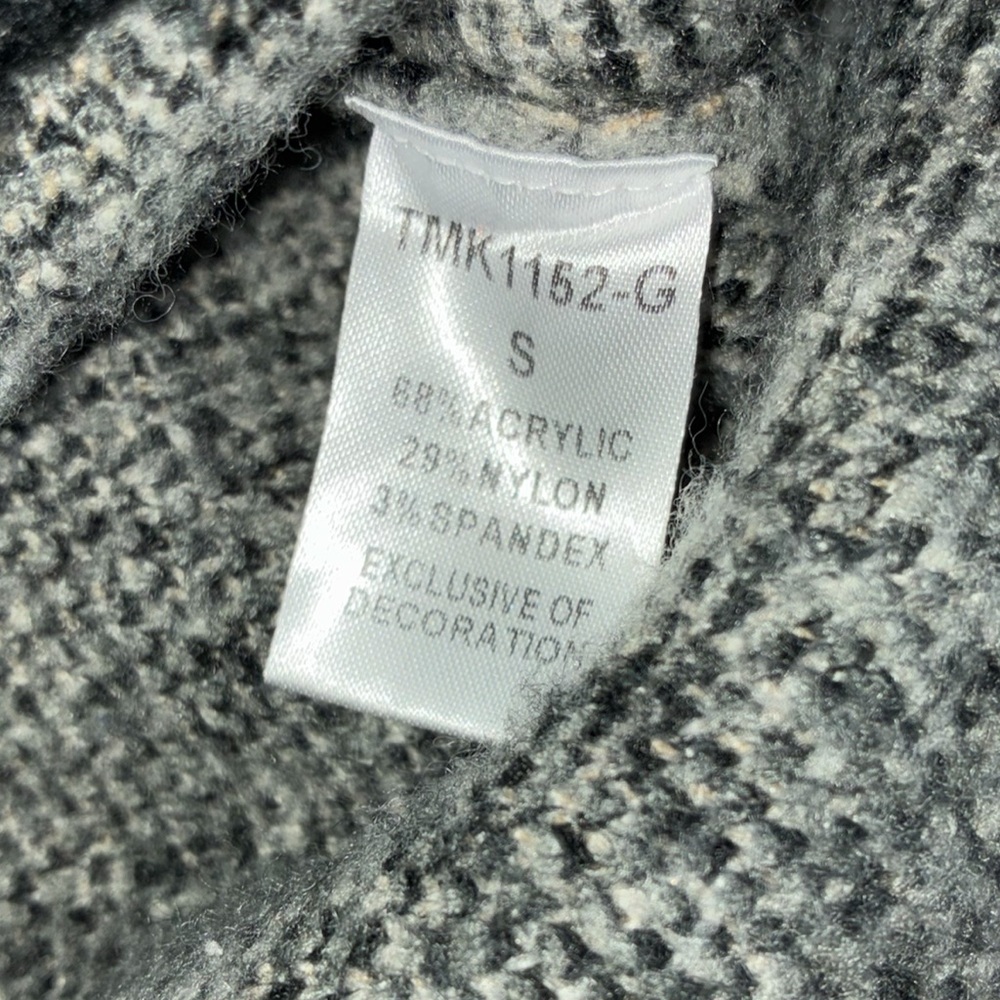 TMK1152-G
S
68% ACRYLIC
29% NYLON
3% SPANDEX
EXCLUSIVE OF
DECORATION